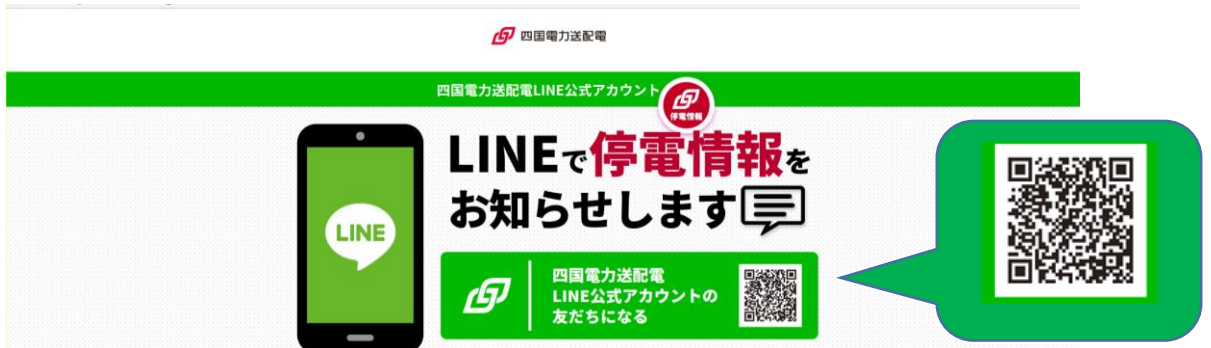 四国電力送配電
四国電力送配電LINE公式アカウント
停電情報
LINEで停電情報を
お知らせします
LINE
四国電力送配電
LINE公式アカウントの
友だちになる